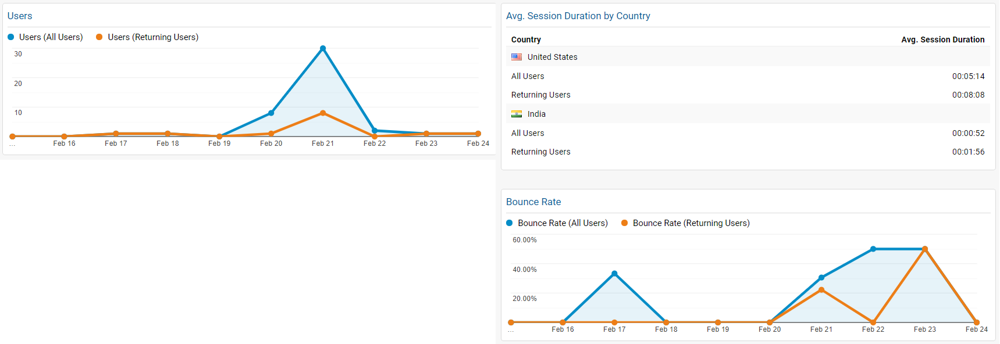 Users
Users (All Users) Users (Returning Users)
30
20
10
... Feb 16 Feb 17 Feb 18 Feb 19 Feb 20 Feb 21 Feb 22 Feb 23 Feb 24
Avg. Session Duration by Country
Country Avg. Session Duration
United States
All Users 00:05:14
Returning Users 00:08:08
India
All Users 00:00:52
Returning Users 00:01:56
Bounce Rate
Bounce Rate (All Users) Bounce Rate (Returning Users)
60.00%
40.00%
20.00%
... Feb 16 Feb 17 Feb 18 Feb 19 Feb 20 Feb 21 Feb 22 Feb 23 Feb 24